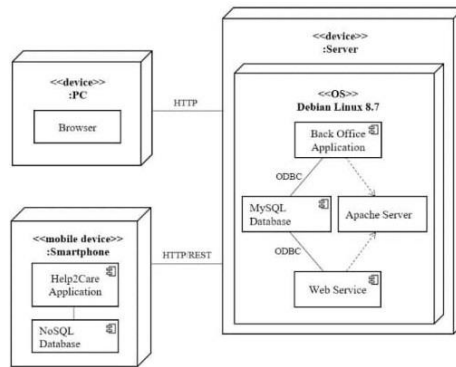 <<device>>
:PC
Browser
HTTP
<<mobile device>>
:Smartphone
Help2Care
Application
NoSQL
Database
HTTP/REST
<<device>>
:Server
<<OS>>
Debian Linux 8.7
Back Office
Application
ODBC
MySQL
Database
Apache Server
ODBC
Web Service